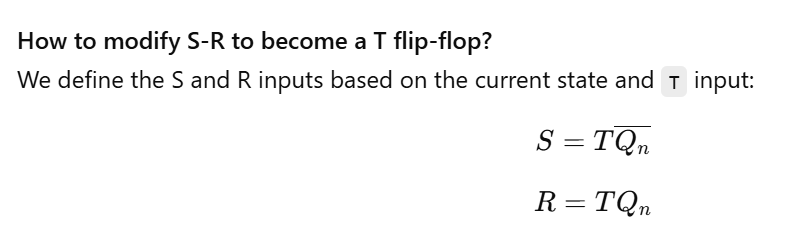 How to modify S-R to become a T flip-flop?
We define the S and R inputs based on the current state and T input:
S = T\overline{Q_n}
R = TQ_n